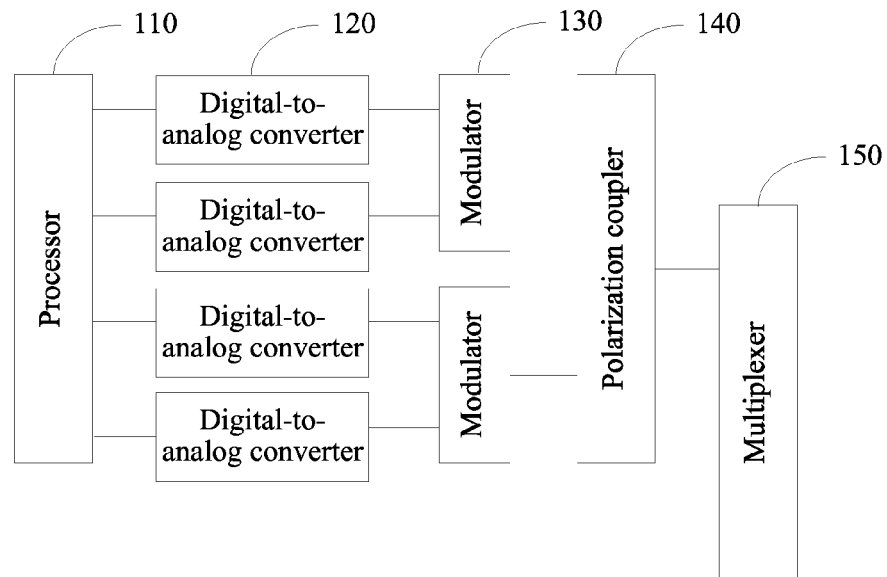 110
120
130
140
150
Processor
Digital-to-
analog converter
Digital-to-
analog converter
Digital-to-
analog converter
Digital-to-
analog converter
Modulator
Modulator
Polarization coupler
Multiplexer